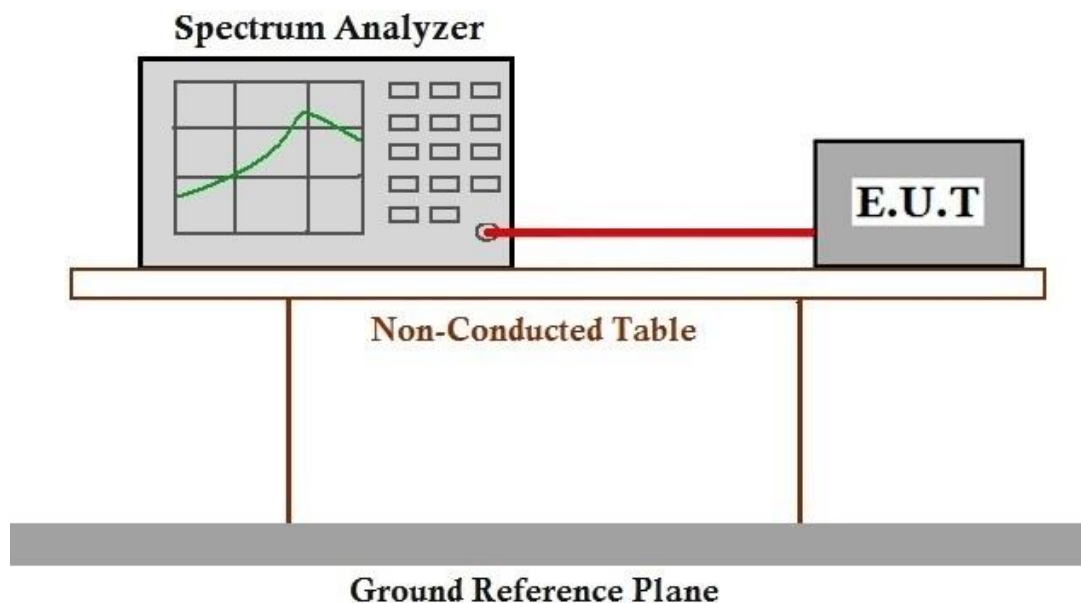 Spectrum Analyzer
E.U.T
Non-Conducted Table
Ground Reference Plane